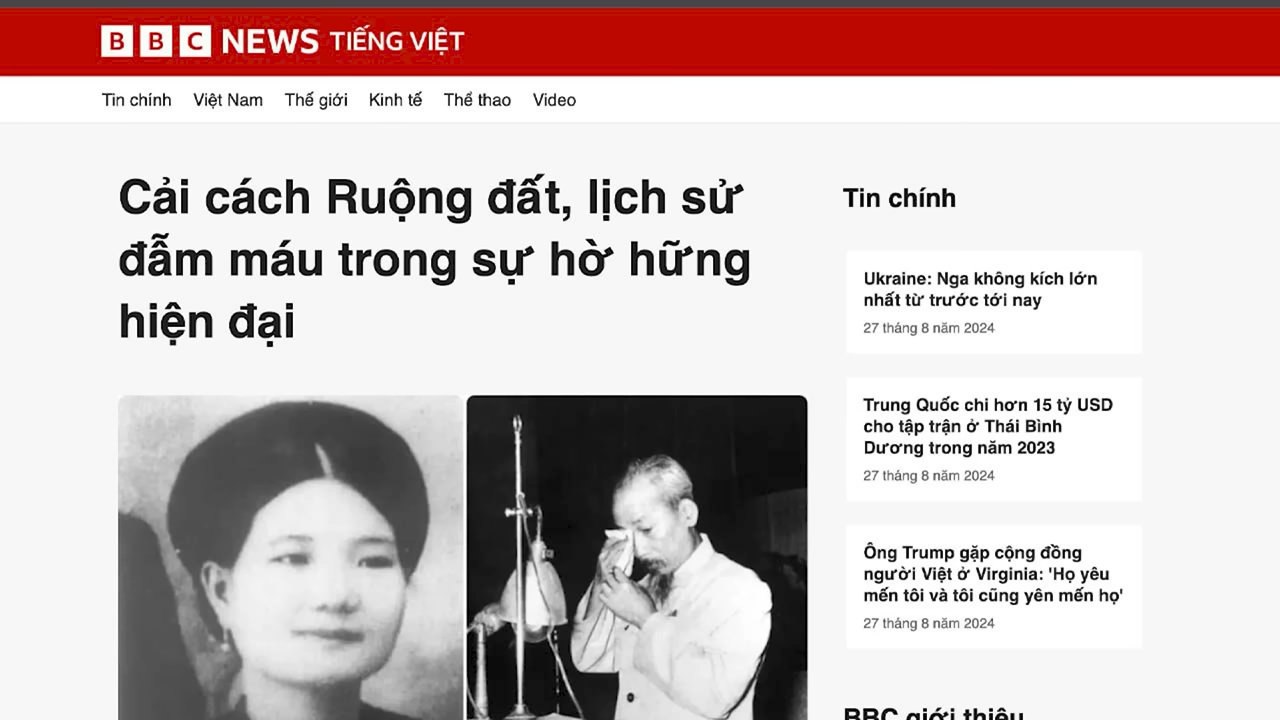 BBC NEWS TIẾNG VIỆT
Tin chính Việt Nam Thế giới Kinh tế Thể thao Video
Cải cách Ruộng đất, lịch sử
đẫm máu trong sự hờ hững
hiện đại
Tin chính
Ukraine: Nga không kích lớn
nhất từ trước tới nay
27 tháng 8 năm 2024
Trung Quốc chi hơn 15 tỷ USD
cho tập trận ở Thái Bình
Dương trong năm 2023
27 tháng 8 năm 2024
Ông Trump gặp cộng đồng
người Việt ở Virginia: 'Họ yêu
mến tôi và tôi cũng yên mến họ'
27 tháng 8 năm 2024
BBC giới thiệu